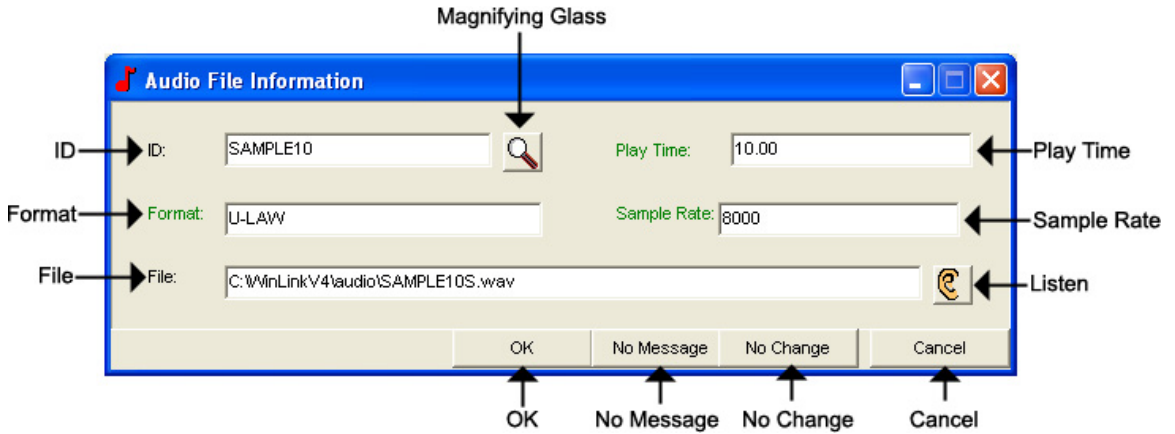 Magnifying Glass
Audio File Information
ID ID: SAMPLE10 Play Time: 10.00 Play Time
Format Format: U-LAW Sample Rate: 8000 Sample Rate
File File: C:\WinLinkV4\audio\SAMPLE10S.wav Listen
OK No Message No Change Cancel
OK No Message No Change Cancel